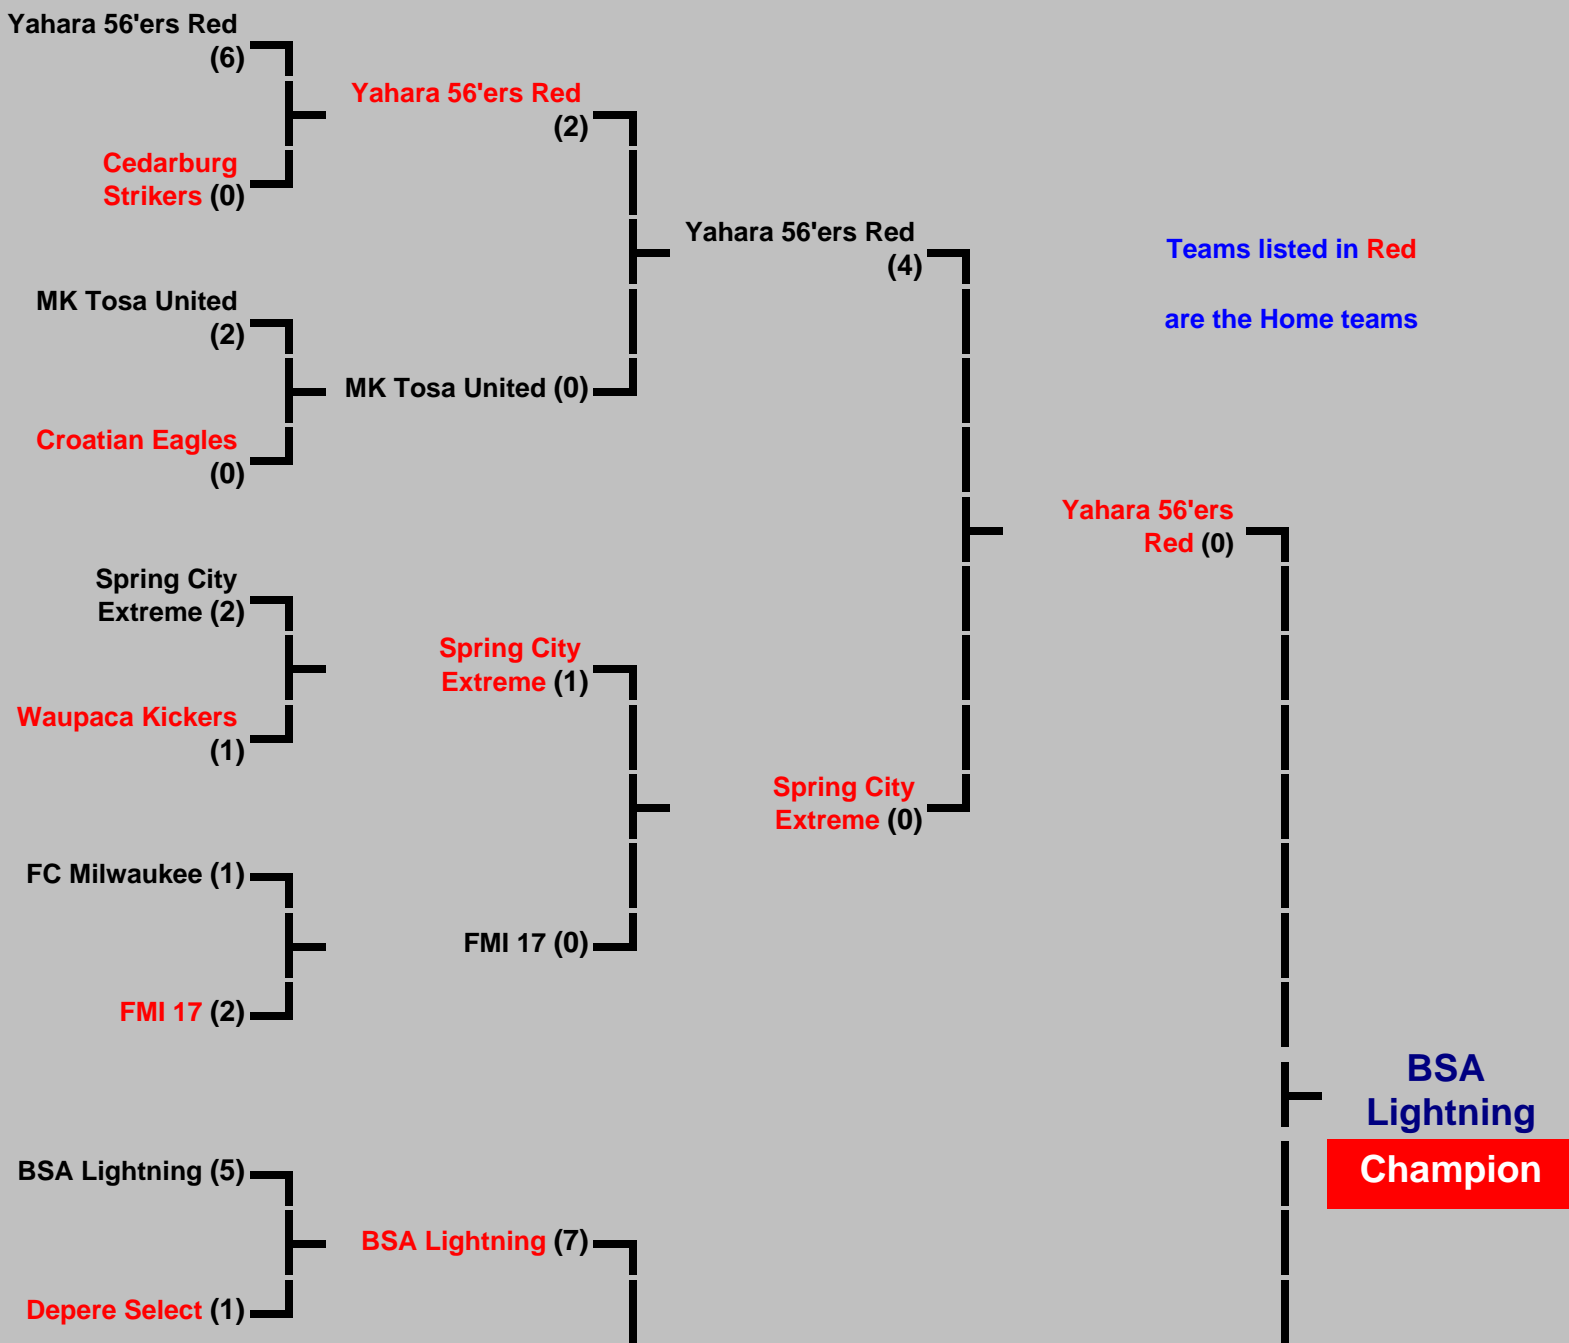 Yahara 56'ers Red
(6)
Cedarburg
Strikers (0)
MK Tosa United
(2)
Croatian Eagles
(0)
Spring City
Extreme (2)
Waupaca Kickers
(1)
FC Milwaukee (1)
FMI 17 (2)
BSA Lightning (5)
Depere Select (1)
Yahara 56'ers Red
(2)
MK Tosa United (0)
Spring City
Extreme (1)
FMI 17 (0)
BSA Lightning (7)
Yahara 56'ers Red
(4)
Spring City
Extreme (0)
Teams listed in Red
are the Home teams
Yahara 56'ers
Red (0)
BSA
Lightning
Champion